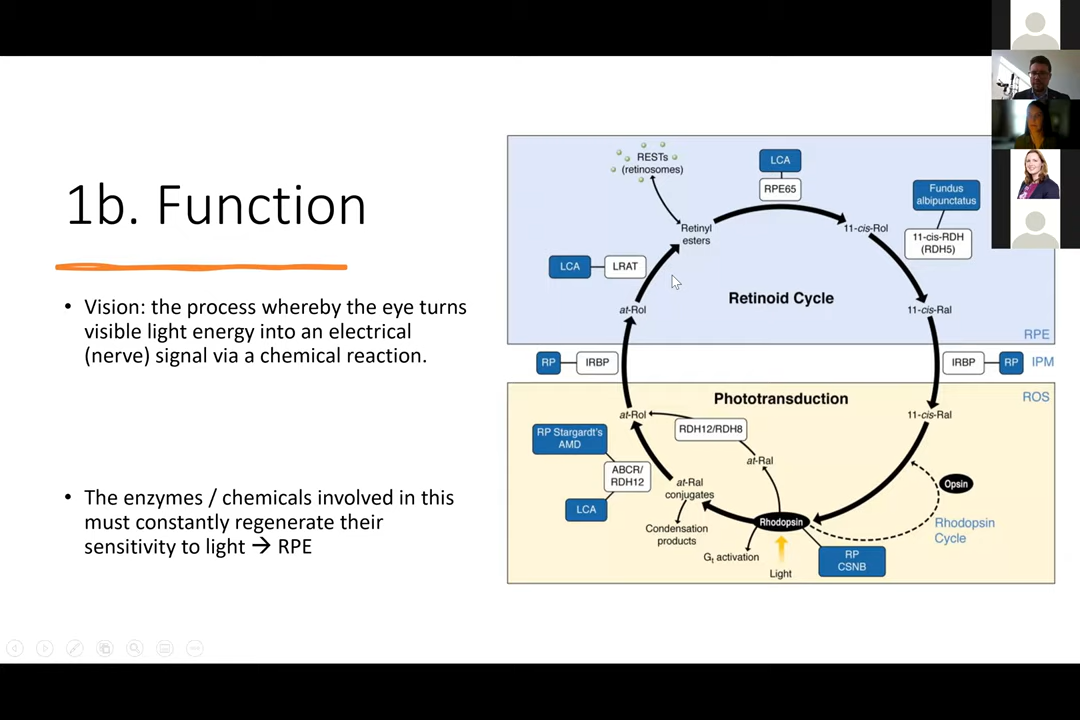 1b. Function
• Vision: the process whereby the eye turns
visible light energy into an electrical
(nerve) signal via a chemical reaction.
• The enzymes / chemicals involved in this
must constantly regenerate their
sensitivity to light → RPE
RESTs
(retinosomes)
LCA
RPE65
Fundus
albipunctatus
Retinyl
esters
11-cis-Rol
11-cis-RDH
(RDH5)
LCA
LRAT
Retinoid Cycle
at-Rol
11-cis-Ral
RPE
RP
IRBP
IRBP
RP
IPM
Phototransduction
ROS
at-Rol
11-cis-Ral
RDH12/RDH8
RP Stargardt's
AMD
at-Ral
ABCR/
RDH12
at-Ral
conjugates
Opsin
LCA
Rhodopsin
Rhodopsin
Cycle
Condensation
products
Gt activation
RP
CSNB
Light